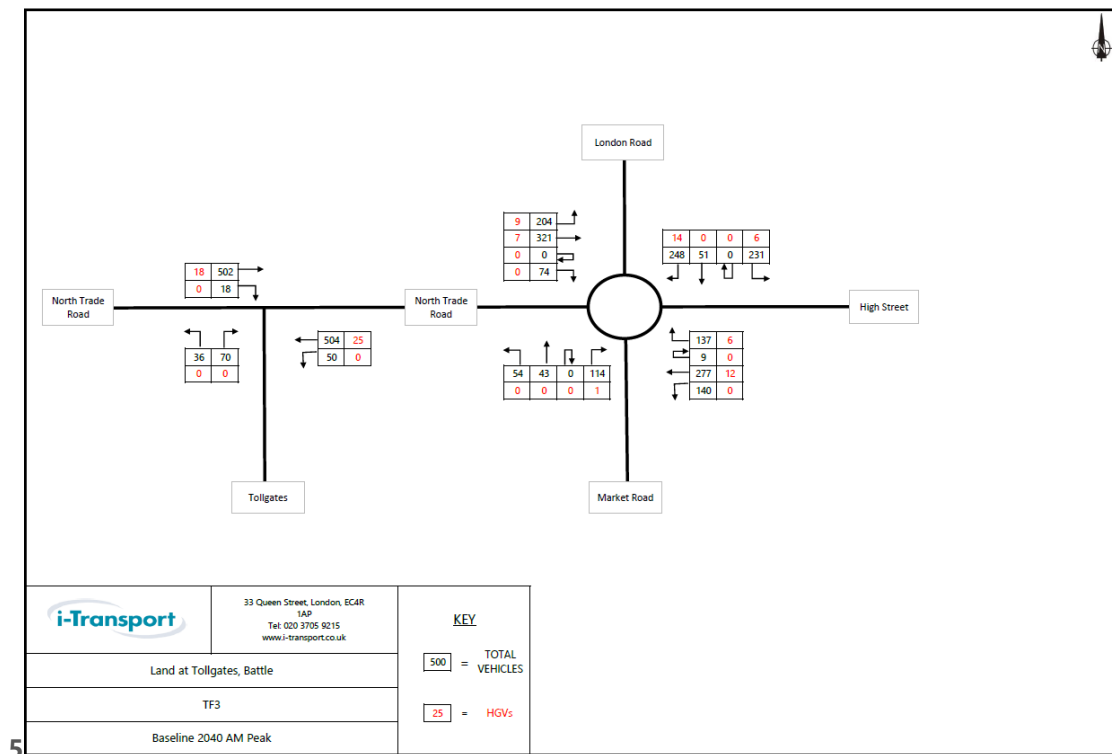 N
London Road
9 204
7 321
0 0
0 74
14 0 0 6
248 51 0 231
18 502
0 18
North Trade
Road
North Trade
Road
High Street
504 25
50 0
36 70
0 0
137 6
9 0
277 12
140 0
54 43 0 114
0 0 0 1
Tollgates
Market Road
i-Transport
33 Queen Street, London, EC4R
1AP
Tel: 020 3705 9215
www.i-transport.co.uk
KEY
500 = TOTAL
VEHICLES
25 = HGVs
Land at Tollgates, Battle
TF3
Baseline 2040 AM Peak
5